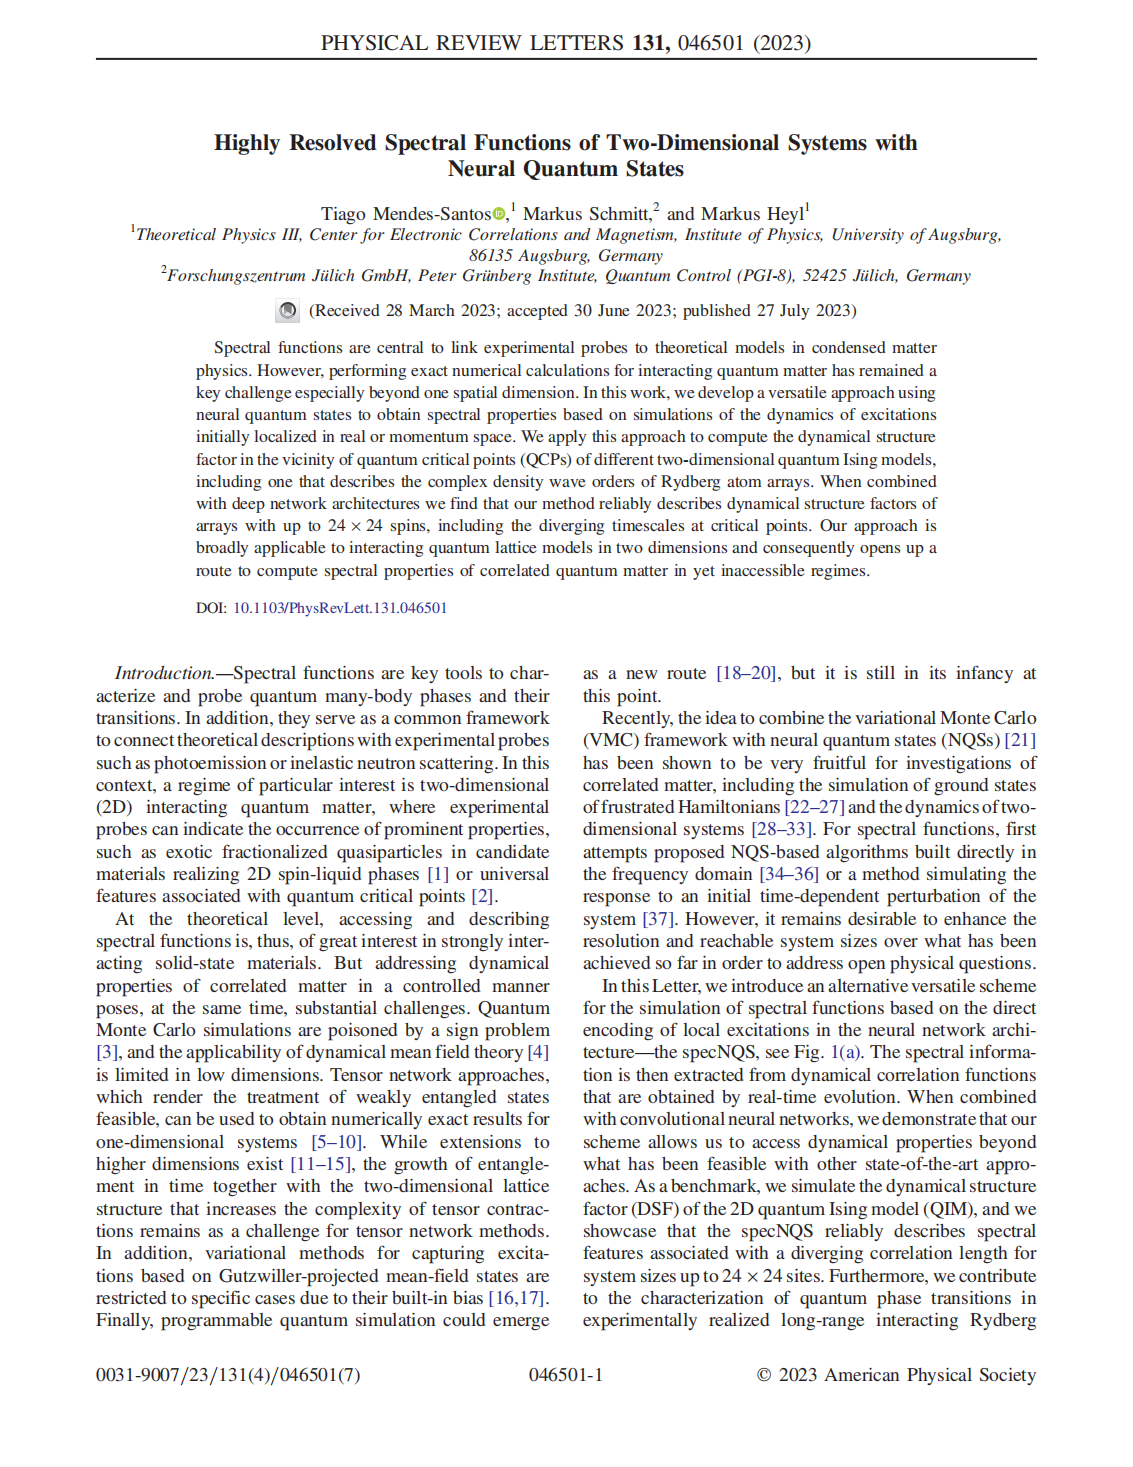 PHYSICAL REVIEW LETTERS 131, 046501 (2023)
Highly Resolved Spectral Functions of Two-Dimensional Systems with
Neural Quantum States
Tiago Mendes-Santos,1 Markus Schmitt,2 and Markus Heyl1
1Theoretical Physics III, Center for Electronic Correlations and Magnetism, Institute of Physics, University of Augsburg,
86135 Augsburg, Germany
2Forschungszentrum Jülich GmbH, Peter Grünberg Institute, Quantum Control (PGI-8), 52425 Jülich, Germany
(Received 28 March 2023; accepted 30 June 2023; published 27 July 2023)
Spectral functions are central to link experimental probes to theoretical models in condensed matter
physics. However, performing exact numerical calculations for interacting quantum matter has remained a
key challenge especially beyond one spatial dimension. In this work, we develop a versatile approach using
neural quantum states to obtain spectral properties based on simulations of the dynamics of excitations
initially localized in real or momentum space. We apply this approach to compute the dynamical structure
factor in the vicinity of quantum critical points (QCPs) of different two-dimensional quantum Ising models,
including one that describes the complex density wave orders of Rydberg atom arrays. When combined
with deep network architectures we find that our method reliably describes dynamical structure factors of
arrays with up to 24 × 24 spins, including the diverging timescales at critical points. Our approach is
broadly applicable to interacting quantum lattice models in two dimensions and consequently opens up a
route to compute spectral properties of correlated quantum matter in yet inaccessible regimes.
DOI: 10.1103/PhysRevLett.131.046501
Introduction.—Spectral functions are key tools to char-
acterize and probe quantum many-body phases and their
transitions. In addition, they serve as a common framework
to connect theoretical descriptions with experimental probes
such as photoemission or inelastic neutron scattering. In this
context, a regime of particular interest is two-dimensional
(2D) interacting quantum matter, where experimental
probes can indicate the occurrence of prominent properties,
such as exotic fractionalized quasiparticles in candidate
materials realizing 2D spin-liquid phases [1] or universal
features associated with quantum critical points [2].
At the theoretical level, accessing and describing
spectral functions is, thus, of great interest in strongly inter-
acting solid-state materials. But addressing dynamical
properties of correlated matter in a controlled manner
poses, at the same time, substantial challenges. Quantum
Monte Carlo simulations are poisoned by a sign problem
[3], and the applicability of dynamical mean field theory [4]
is limited in low dimensions. Tensor network approaches,
which render the treatment of weakly entangled states
feasible, can be used to obtain numerically exact results for
one-dimensional systems [5–10]. While extensions to
higher dimensions exist [11–15], the growth of entangle-
ment in time together with the two-dimensional lattice
structure that increases the complexity of tensor contrac-
tions remains as a challenge for tensor network methods.
In addition, variational methods for capturing excita-
tions based on Gutzwiller-projected mean-field states are
restricted to specific cases due to their built-in bias [16,17].
Finally, programmable quantum simulation could emerge
as a new route [18–20], but it is still in its infancy at
this point.
Recently, the idea to combine the variational Monte Carlo
(VMC) framework with neural quantum states (NQSs) [21]
has been shown to be very fruitful for investigations of
correlated matter, including the simulation of ground states
of frustrated Hamiltonians [22–27] and the dynamics of two-
dimensional systems [28–33]. For spectral functions, first
attempts proposed NQS-based algorithms built directly in
the frequency domain [34–36] or a method simulating the
response to an initial time-dependent perturbation of the
system [37]. However, it remains desirable to enhance the
resolution and reachable system sizes over what has been
achieved so far in order to address open physical questions.
In this Letter, we introduce an alternative versatile scheme
for the simulation of spectral functions based on the direct
encoding of local excitations in the neural network archi-
tecture—the specNQS, see Fig. 1(a). The spectral informa-
tion is then extracted from dynamical correlation functions
that are obtained by real-time evolution. When combined
with convolutional neural networks, we demonstrate that our
scheme allows us to access dynamical properties beyond
what has been feasible with other state-of-the-art appro-
aches. As a benchmark, we simulate the dynamical structure
factor (DSF) of the 2D quantum Ising model (QIM), and we
showcase that the specNQS reliably describes spectral
features associated with a diverging correlation length for
system sizes up to 24 × 24 sites. Furthermore, we contribute
to the characterization of quantum phase transitions in
experimentally realized long-range interacting Rydberg
0031-9007/23/131(4)/046501(7)
046501-1
© 2023 American Physical Society